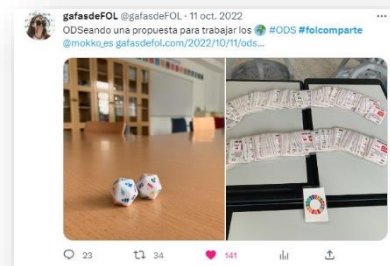 gafasdeFOL @gafasdeFOL · 11 oct. 2022
ODSeando una propuesta para trabajar los 🌍 #ODS #folcomparte
@mokko_es gafasdefol.com/2022/10/11/ods...
23 34 141